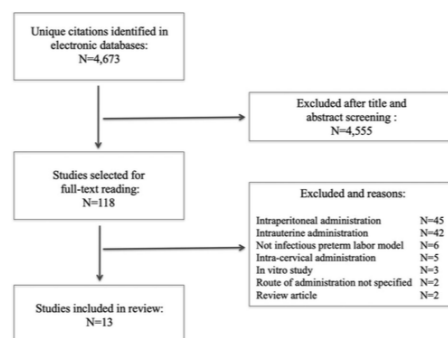 Unique citations identified in
electronic databases:
N=4,673
Excluded after title and
abstract screening :
N=4,555
Studies selected for
full-text reading:
N=118
Excluded and reasons:
Intraperitoneal administration N=45
Intrauterine administration N=42
Not infectious preterm labor model N=6
Intra-cervical administration N=5
In vitro study N=3
Route of administration not specified N=2
Review article N=2
Studies included in review:
N=13